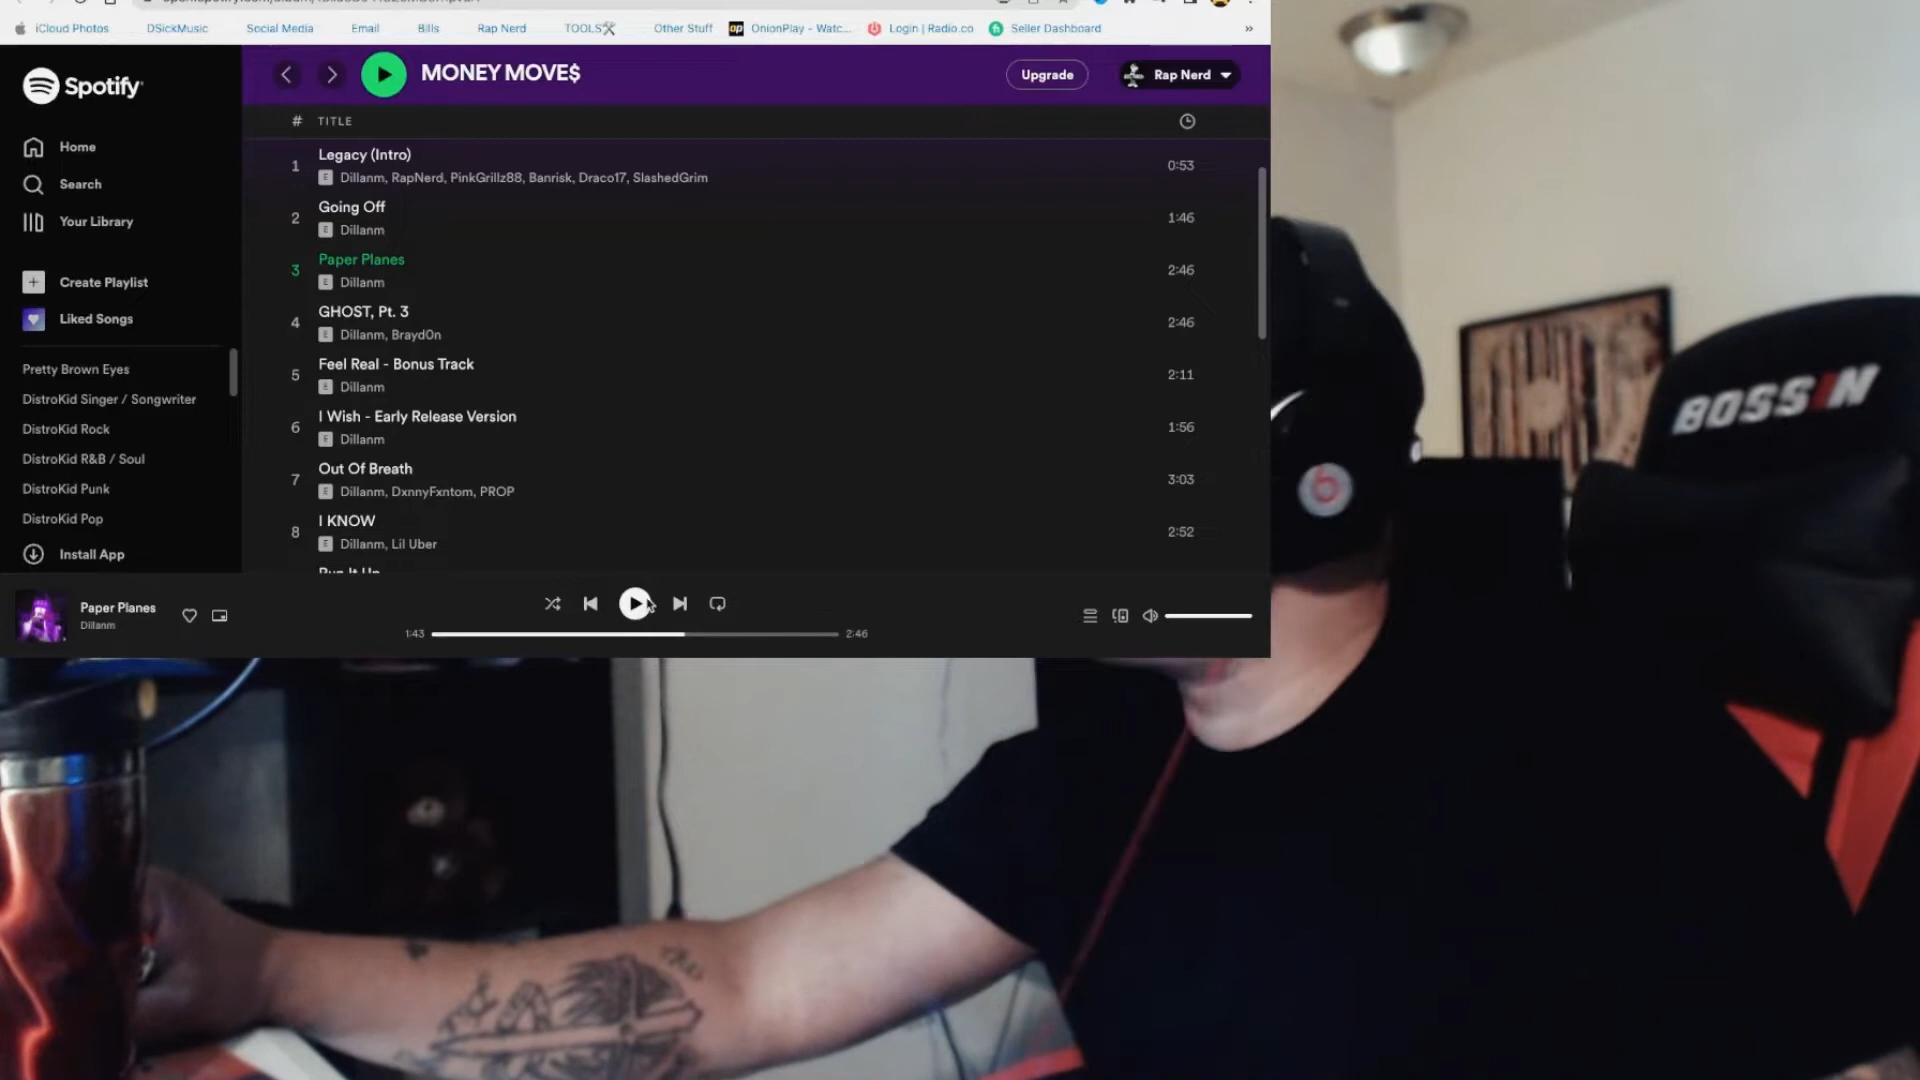 iCloud Photos DSickMusic Social Media Email Bills Rap Nerd TOOLS Other Stuff op OnionPlay - Watc... Login | Radio.co Seller Dashboard »
Spotify
MONEY MOVE$
Upgrade
Rap Nerd
Home
Search
Your Library
Create Playlist
Liked Songs
Pretty Brown Eyes
DistroKid Singer / Songwriter
DistroKid Rock
DistroKid R&B / Soul
DistroKid Punk
DistroKid Pop
Install App
# TITLE
1 Legacy (Intro) 0:53
E Dillanm, RapNerd, PinkGrillz88, Banrisk, Draco17, SlashedGrim
2 Going Off 1:46
E Dillanm
3 Paper Planes 2:46
E Dillanm
4 GHOST, Pt. 3 2:46
E Dillanm, Brayd0n
5 Feel Real - Bonus Track 2:11
E Dillanm
6 I Wish - Early Release Version 1:56
E Dillanm
7 Out Of Breath 3:03
E Dillanm, DxnnyFxntom, PROP
8 I KNOW 2:52
E Dillanm, Lil Uber
Paper Planes
Dillanm
1:43 2:46
BOSSIN
b